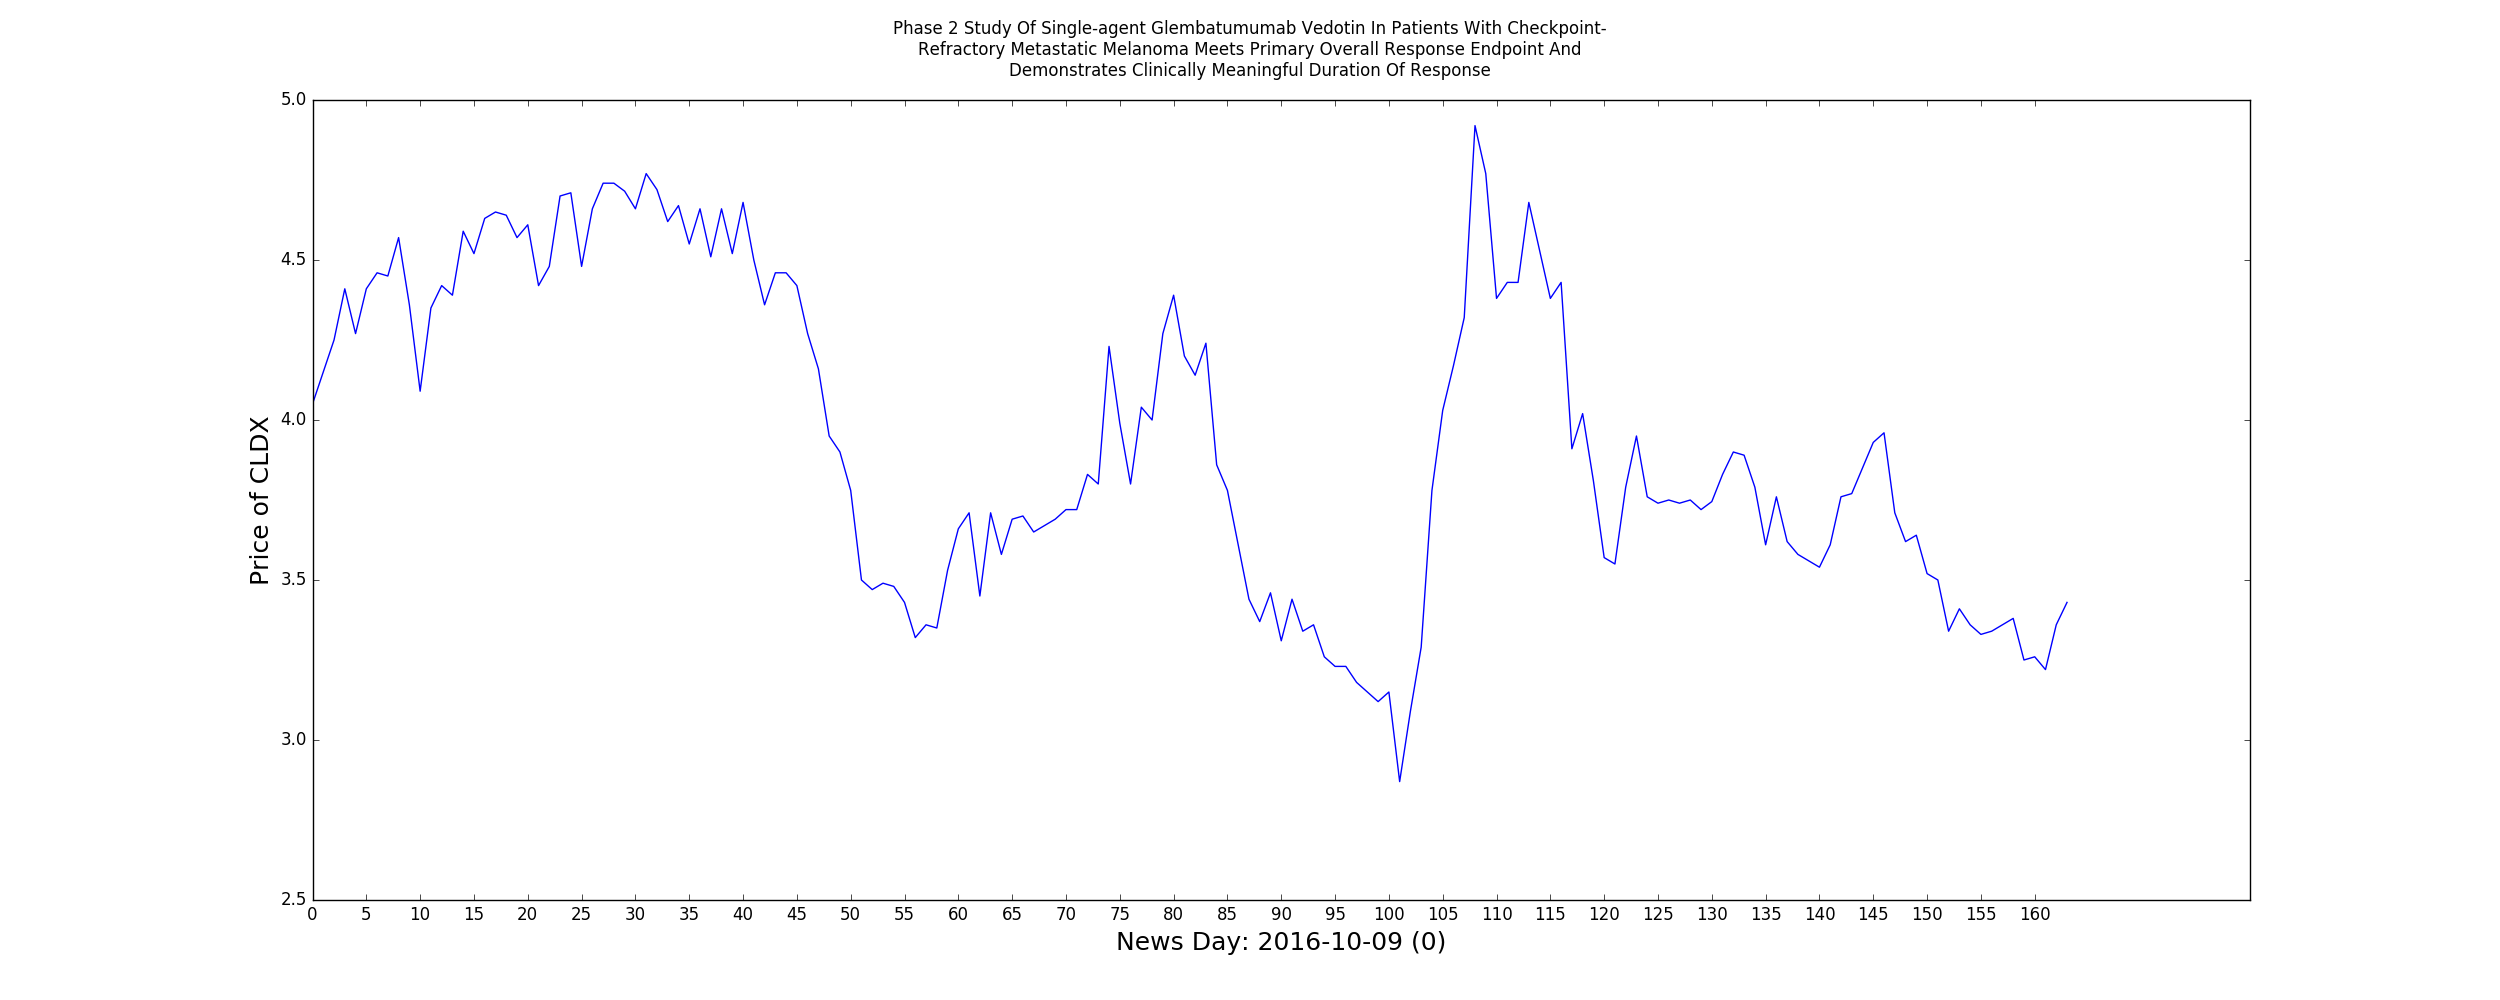 Phase 2 Study Of Single-agent Glembatumumab Vedotin In Patients With Checkpoint-
Refractory Metastatic Melanoma Meets Primary Overall Response Endpoint And
Demonstrates Clinically Meaningful Duration Of Response
5.0
4.5
4.0
3.5
3.0
2.5
Price of CLDX
0 5 10 15 20 25 30 35 40 45 50 55 60 65 70 75 80 85 90 95 100 105 110 115 120 125 130 135 140 145 150 155 160
News Day: 2016-10-09 (0)